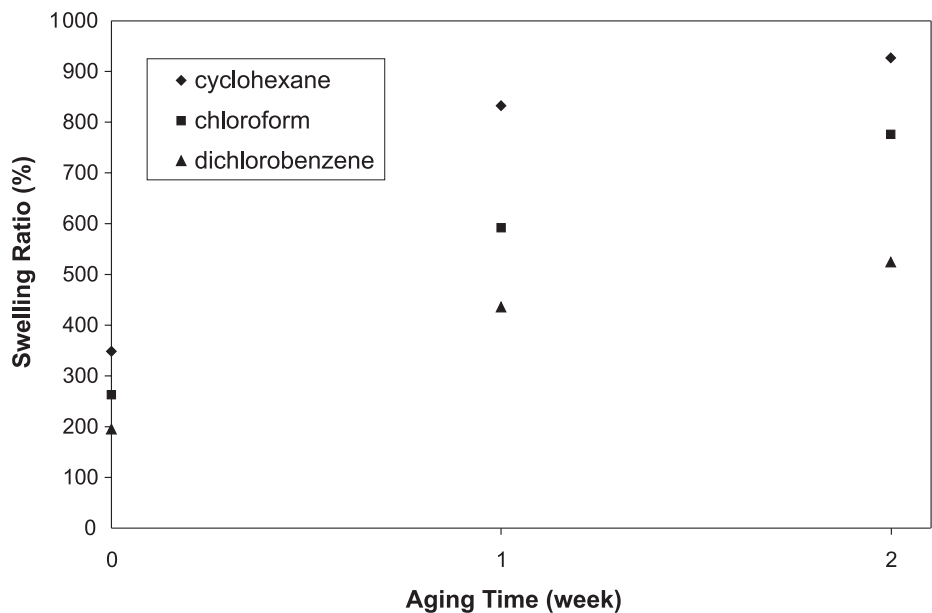 1000
900
800
700
600
500
400
300
200
100
0
Swelling Ratio (%)
cyclohexane
chloroform
dichlorobenzene
0 1 2
Aging Time (week)